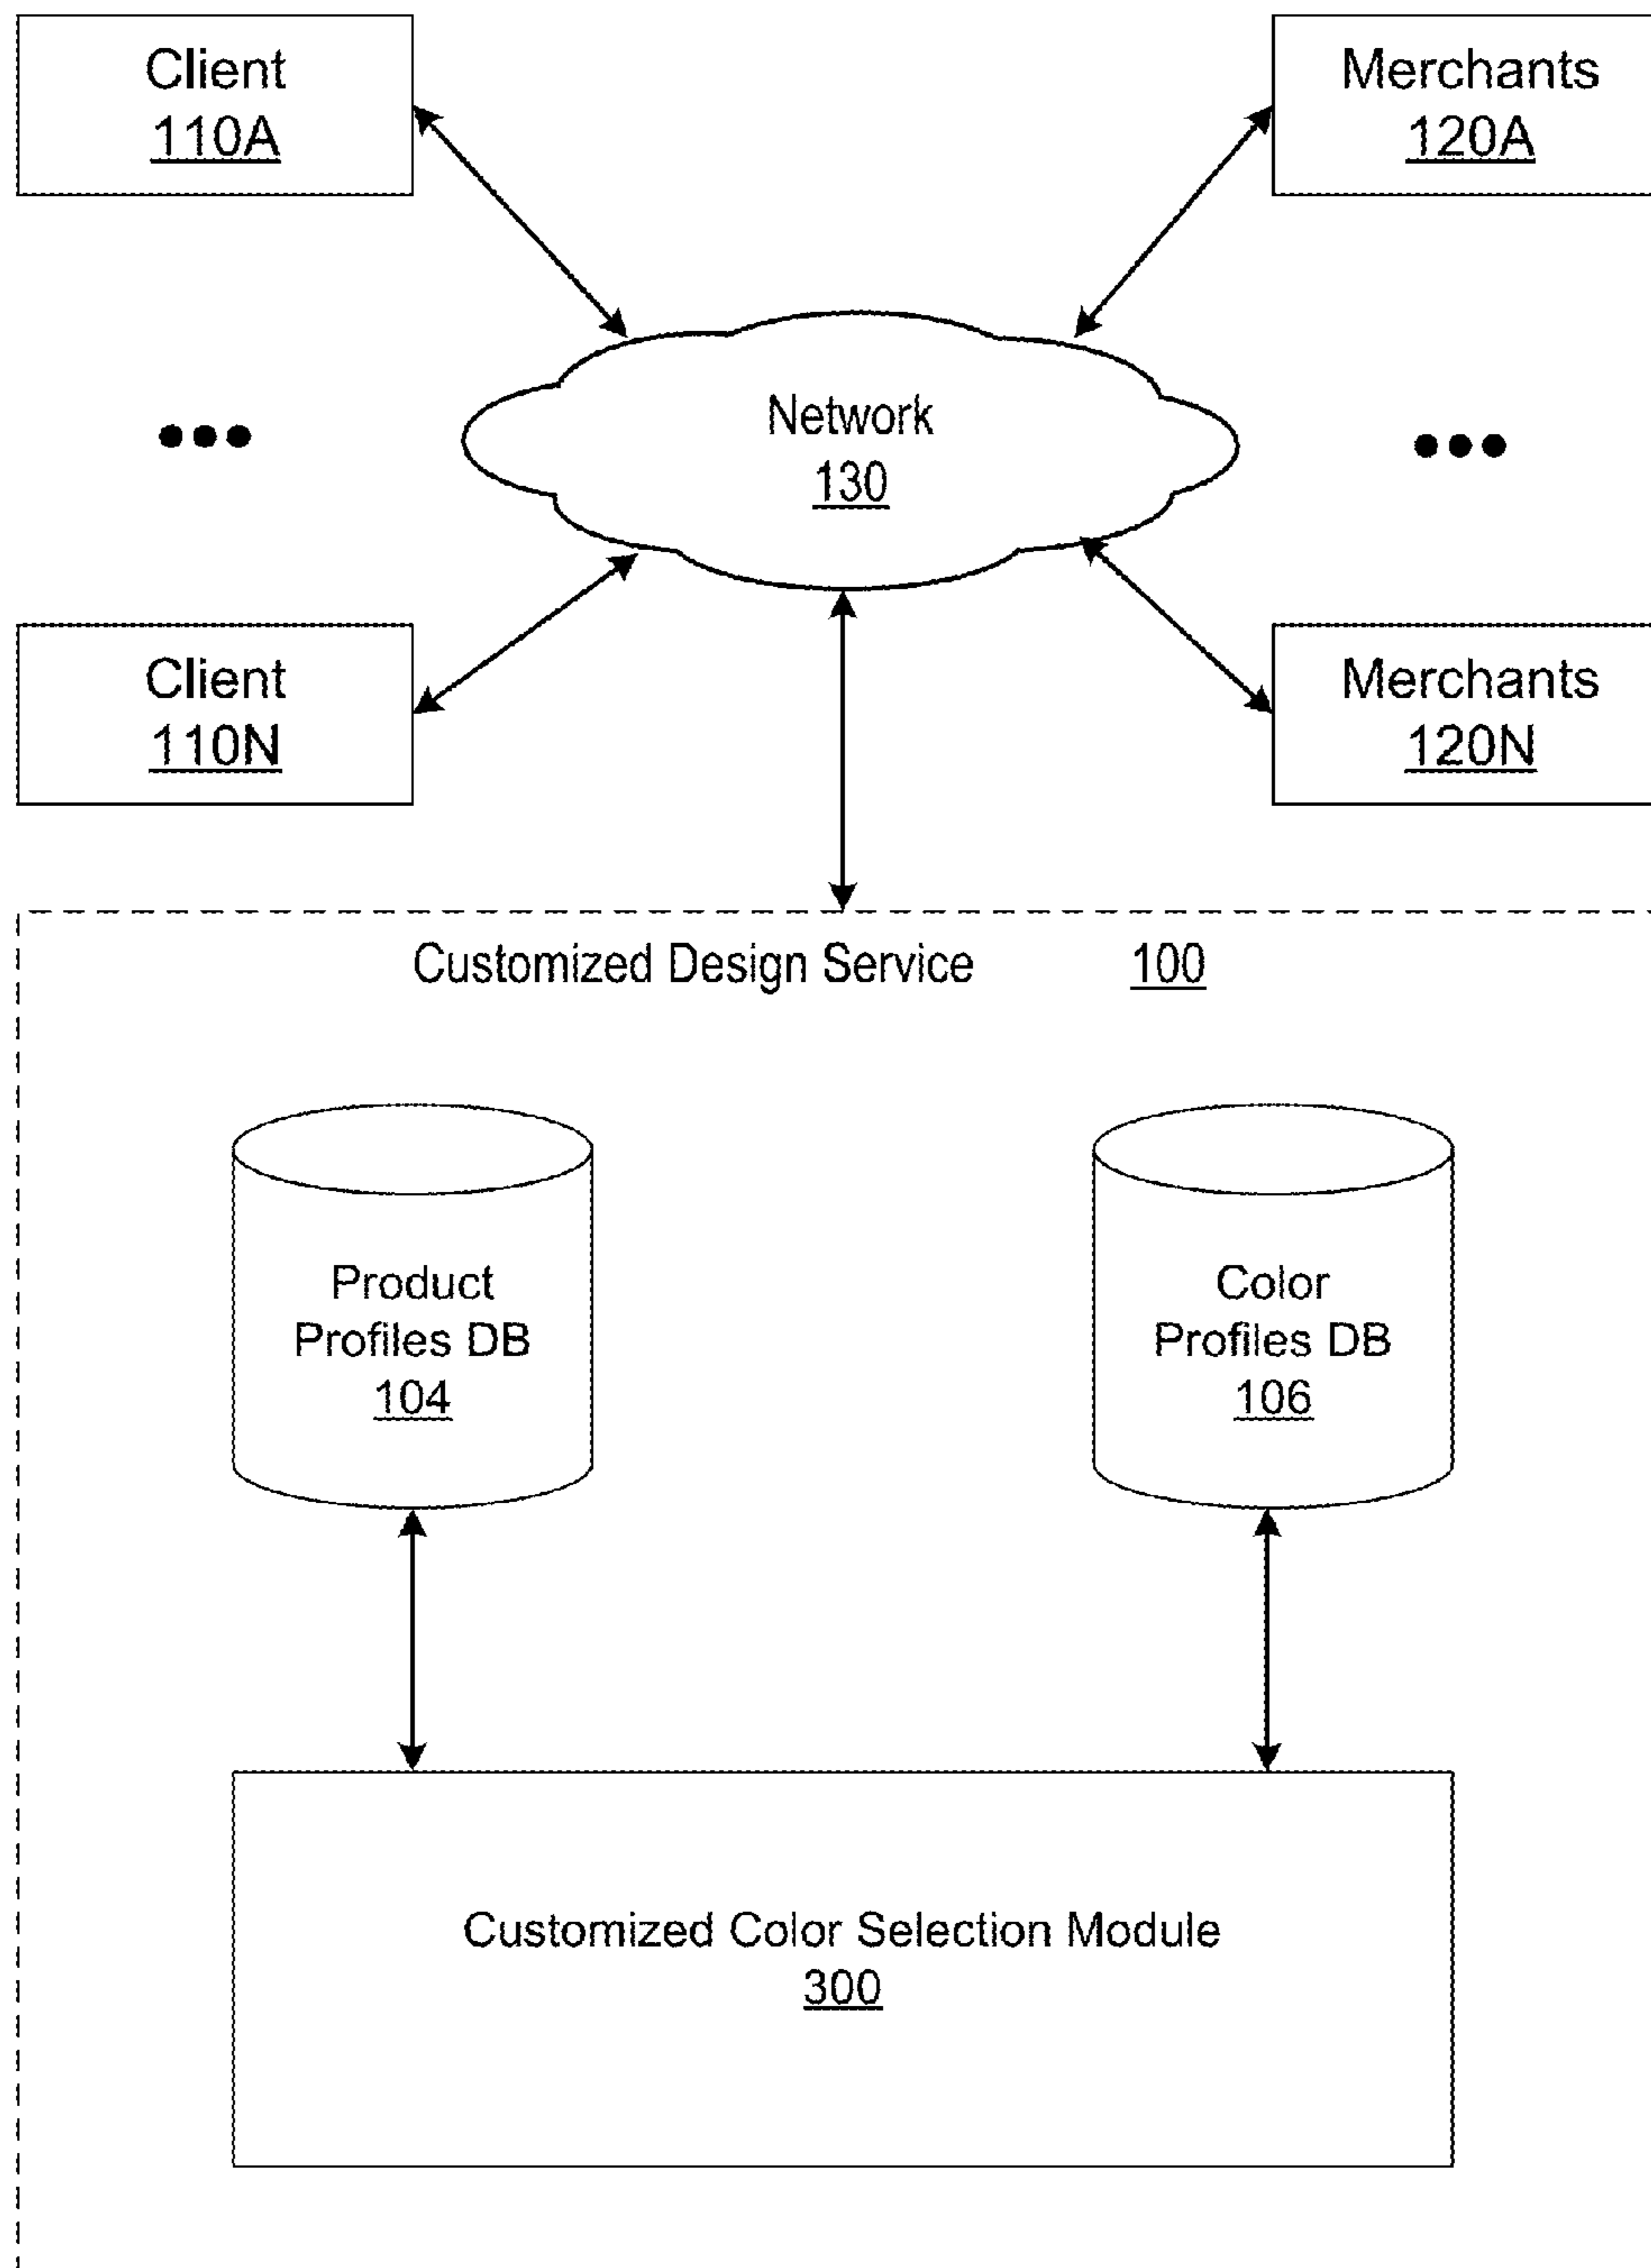 Client
110A
Merchants
120A
Network
130
Client
110N
Merchants
120N
Customized Design Service 100
Product
Profiles DB
104
Color
Profiles DB
106
Customized Color Selection Module
300